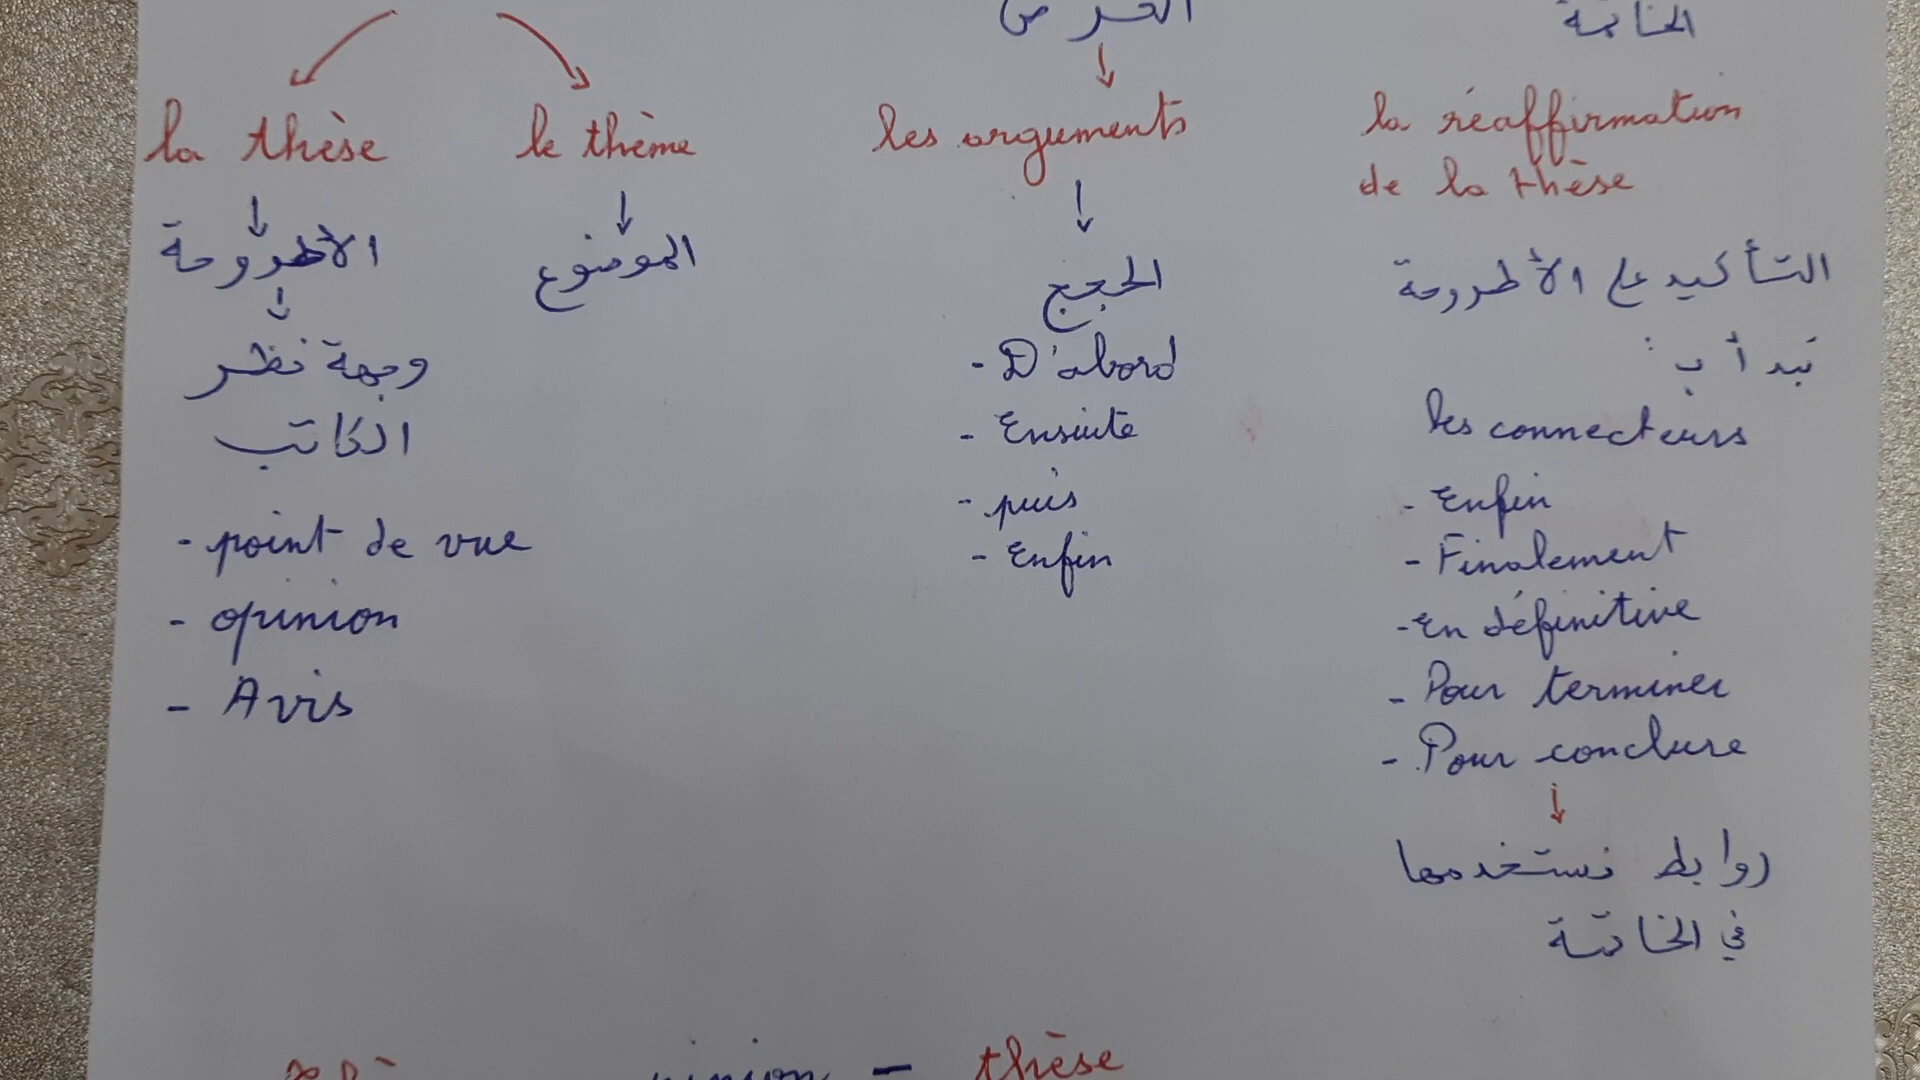 العرض
الخاتمة
la thèse
الأطروحة
وجهة نظر
الكاتب
- point de vue
- opinion
- Avis
le thème
الموضوع
les arguments
الحجج
- D'abord
- Ensuite
- puis
- Enfin
la réaffirmation
de la thèse
التأكيد على الأطروحة
نبدأ ب :
les connecteurs
- Enfin
- Finalement
- En définitive
- Pour terminer
- Pour conclure
روابط نستخدمها
في الخاتمة
– thèse